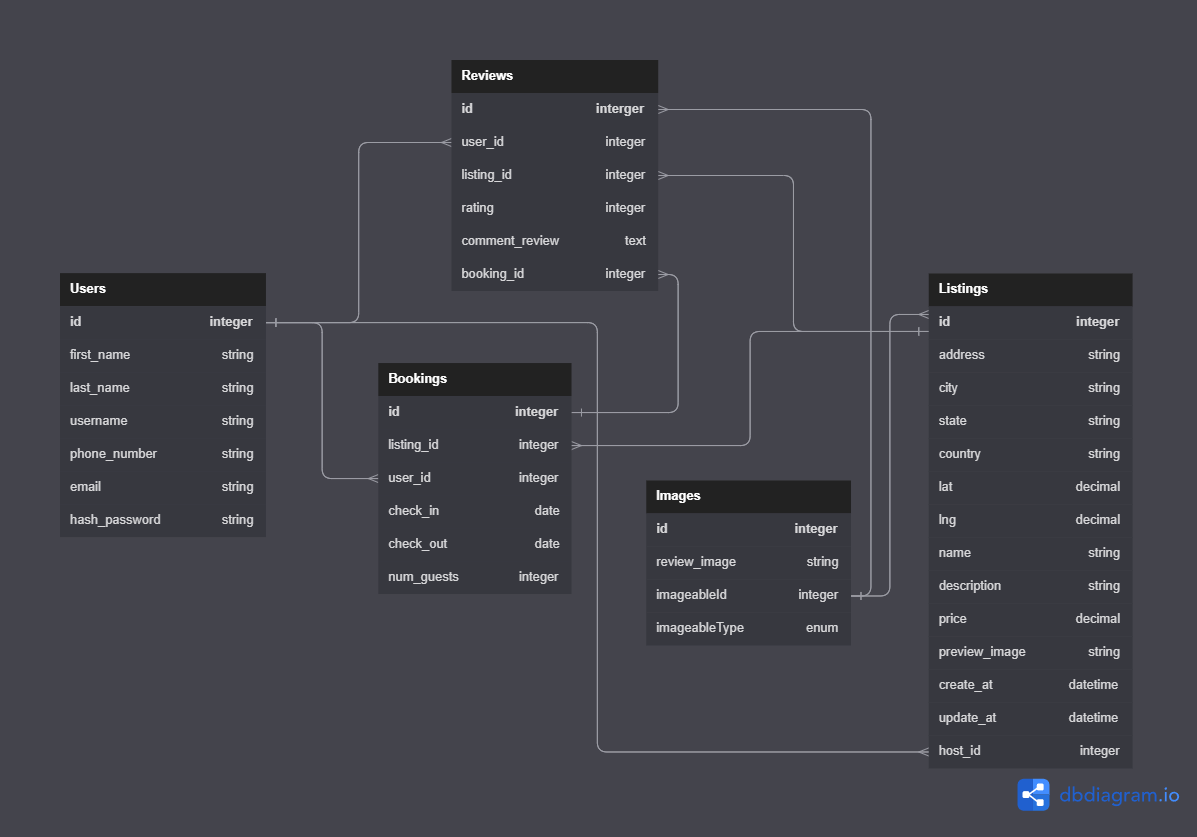 Reviews
id interger
user_id integer
listing_id integer
rating integer
comment_review text
booking_id integer
Users
id integer
first_name string
last_name string
username string
phone_number string
email string
hash_password string
Bookings
id integer
listing_id integer
user_id integer
check_in date
check_out date
num_guests integer
Images
id integer
review_image string
imageableId integer
imageableType enum
Listings
id integer
address string
city string
state string
country string
lat decimal
lng decimal
name string
description string
price decimal
preview_image string
create_at datetime
update_at datetime
host_id integer
dbdiagram.io